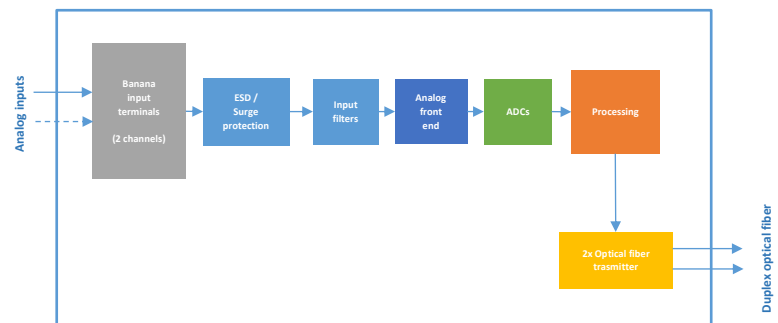 Analog inputs
Banana
input
terminals
(2 channels)
ESD /
Surge
protection
Input
filters
Analog
front
end
ADCs
Processing
2x Optical fiber
trasmitter
Duplex optical fiber